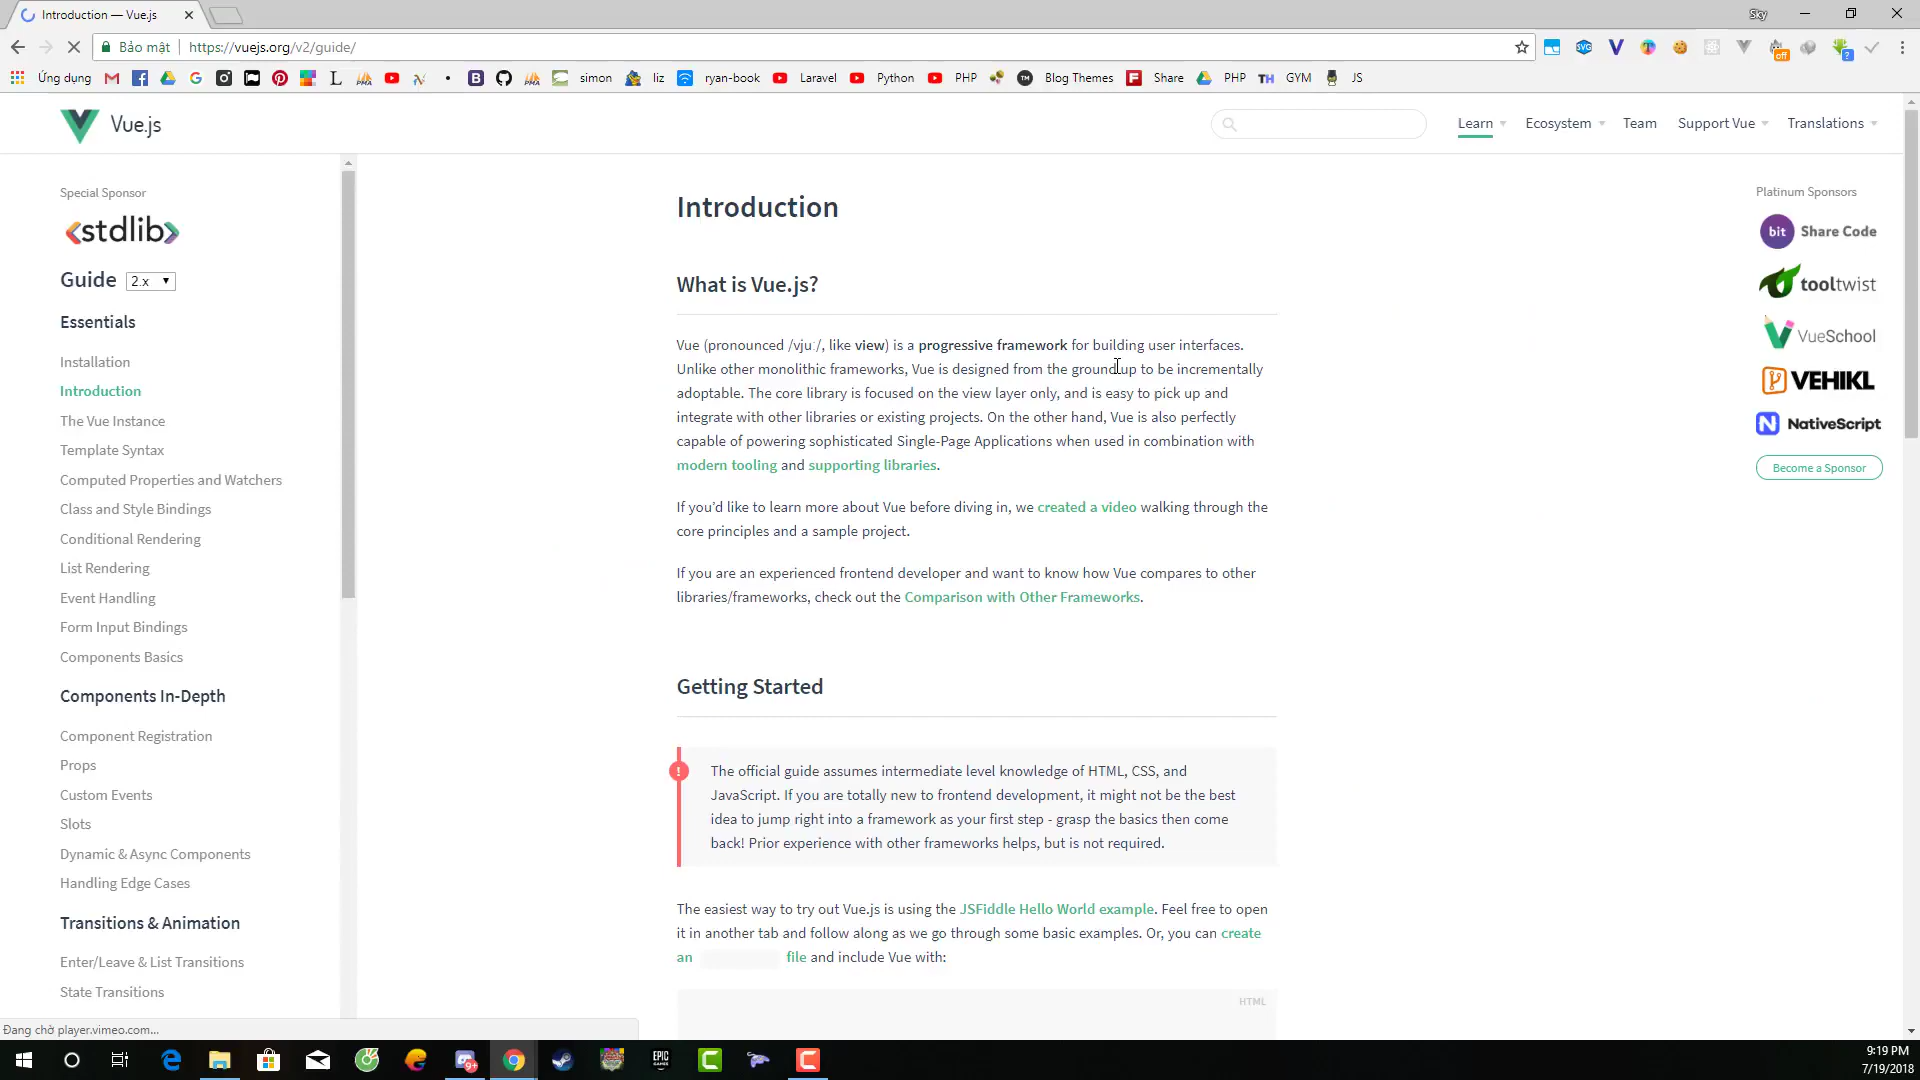 Introduction — Vue.js
Sky
Bảo mật
https://vuejs.org/v2/guide/
SVG
off
?
Ứng dụng
simon
liz
ryan-book
Laravel
Python
PHP
Blog Themes
Share
PHP
GYM
JS
Vue.js
Learn
Ecosystem
Team
Support Vue
Translations
Special Sponsor
<stdlib>
Guide
2.x
Essentials
Installation
Introduction
The Vue Instance
Template Syntax
Computed Properties and Watchers
Class and Style Bindings
Conditional Rendering
List Rendering
Event Handling
Form Input Bindings
Components Basics
Components In-Depth
Component Registration
Props
Custom Events
Slots
Dynamic & Async Components
Handling Edge Cases
Transitions & Animation
Enter/Leave & List Transitions
State Transitions
Introduction
What is Vue.js?
Vue (pronounced /vjuː/, like view) is a progressive framework for building user interfaces.
Unlike other monolithic frameworks, Vue is designed from the ground up to be incrementally
adoptable. The core library is focused on the view layer only, and is easy to pick up and
integrate with other libraries or existing projects. On the other hand, Vue is also perfectly
capable of powering sophisticated Single-Page Applications when used in combination with
modern tooling and supporting libraries.
If you'd like to learn more about Vue before diving in, we created a video walking through the
core principles and a sample project.
If you are an experienced frontend developer and want to know how Vue compares to other
libraries/frameworks, check out the Comparison with Other Frameworks.
Getting Started
The official guide assumes intermediate level knowledge of HTML, CSS, and
JavaScript. If you are totally new to frontend development, it might not be the best
idea to jump right into a framework as your first step - grasp the basics then come
back! Prior experience with other frameworks helps, but is not required.
The easiest way to try out Vue.js is using the JSFiddle Hello World example. Feel free to open
it in another tab and follow along as we go through some basic examples. Or, you can create
an file and include Vue with:
HTML
Platinum Sponsors
bit Share Code
tooltwist
VueSchool
VEHIKL
NativeScript
Become a Sponsor
Đang chờ player.vimeo.com...
9+
EPIC
GAMES
9:19 PM
7/19/2018